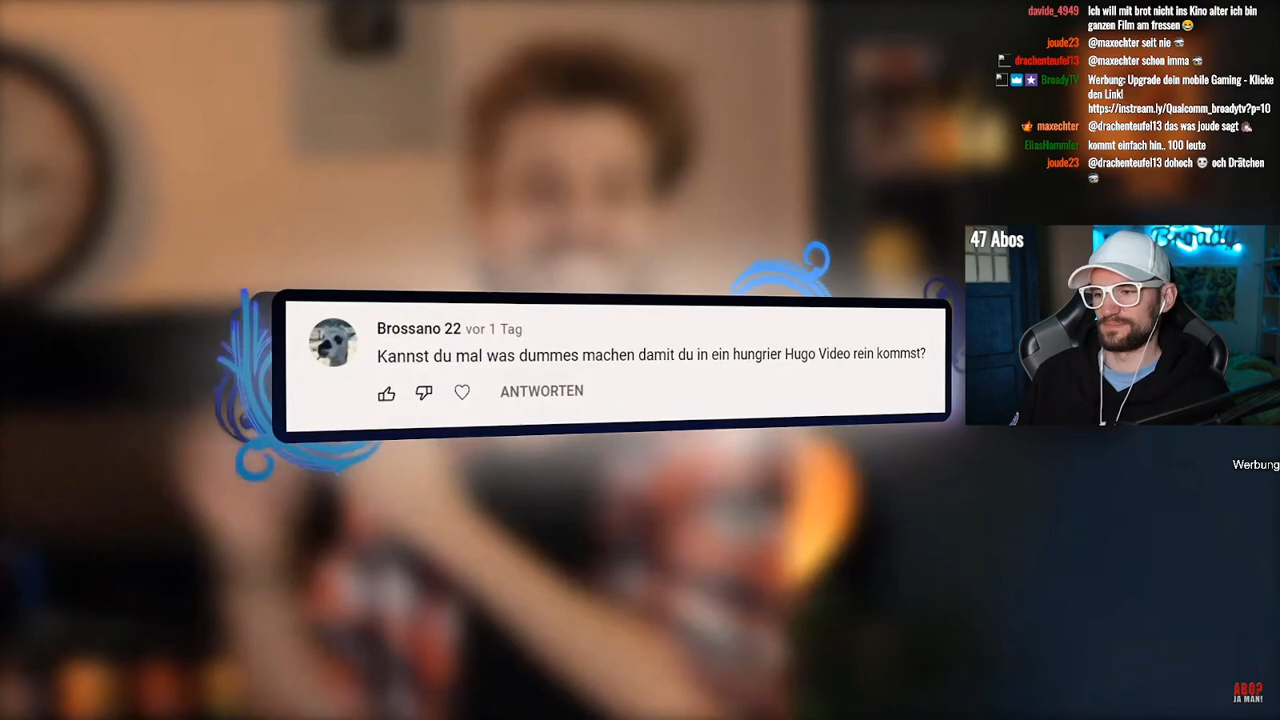 davide_4949 Ich will mit brot nicht ins Kino alter ich bin
ganzen Film am fressen 😂
joude23 @maxechter seit nie
drachenteufel13 @maxechter schon imma
BroadyTV Werbung: Upgrade dein mobile Gaming - Klicke
den Link!
https://instream.ly/Qualcomm_broadytv?p=10
maxechter @drachenteufel13 das was joude sagt
EliasHammler kommt einfach hin.. 100 leute
joude23 @drachenteufel13 dohoch och Drätchen
47 Abos
Broady
Brossano 22 vor 1 Tag
Kannst du mal was dummes machen damit du in ein hungrier Hugo Video rein kommst?
ANTWORTEN
Werbung
ABO?
JA MAN!